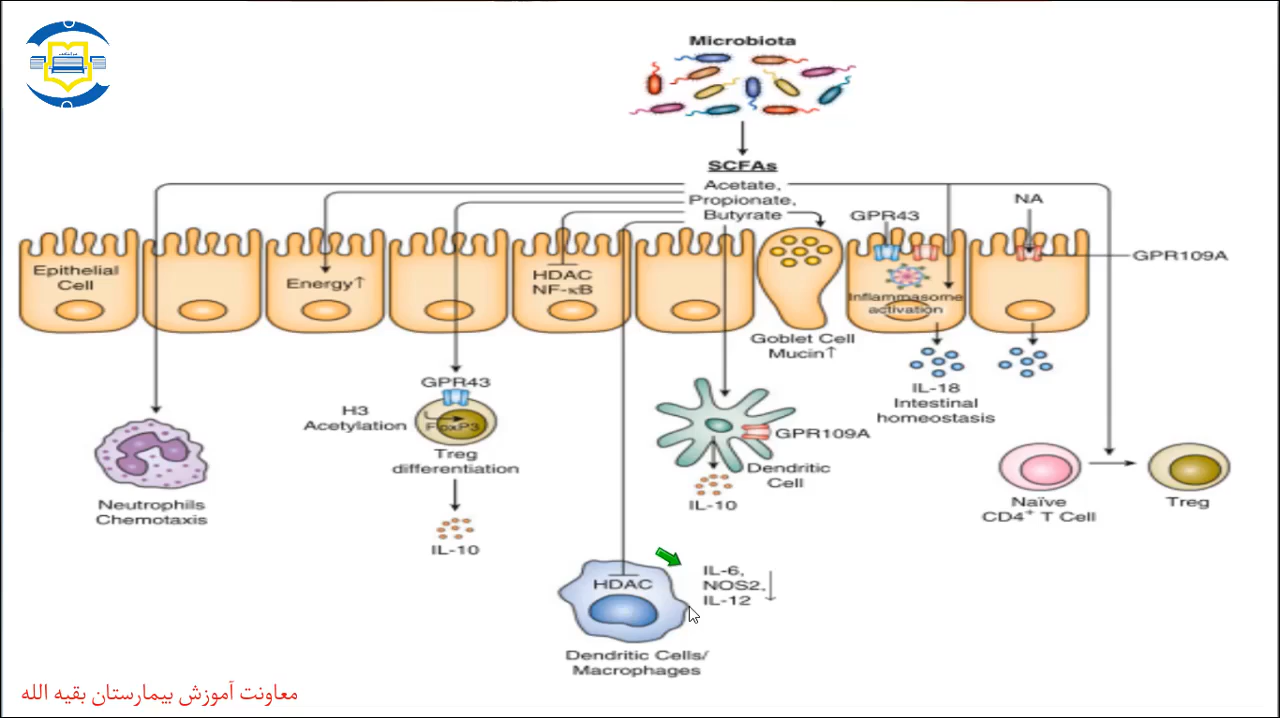 Microbiota
SCFAs
Acetate,
Propionate,
Butyrate
GPR43
NA
GPR109A
Epithelial
Cell
Energy↑
HDAC
NF-κB
Inflammasome
activation
Goblet Cell
Mucin↑
GPR43
H3
Acetylation
FoxP3
Treg
differentiation
IL-10
GPR109A
Dendritic
Cell
IL-10
IL-18
Intestinal
homeostasis
Neutrophils
Chemotaxis
Naïve
CD4⁺ T Cell
Treg
HDAC
IL-6,
NOS2,
IL-12
Dendritic Cells/
Macrophages
معاونت آموزش بیمارستان بقیه الله